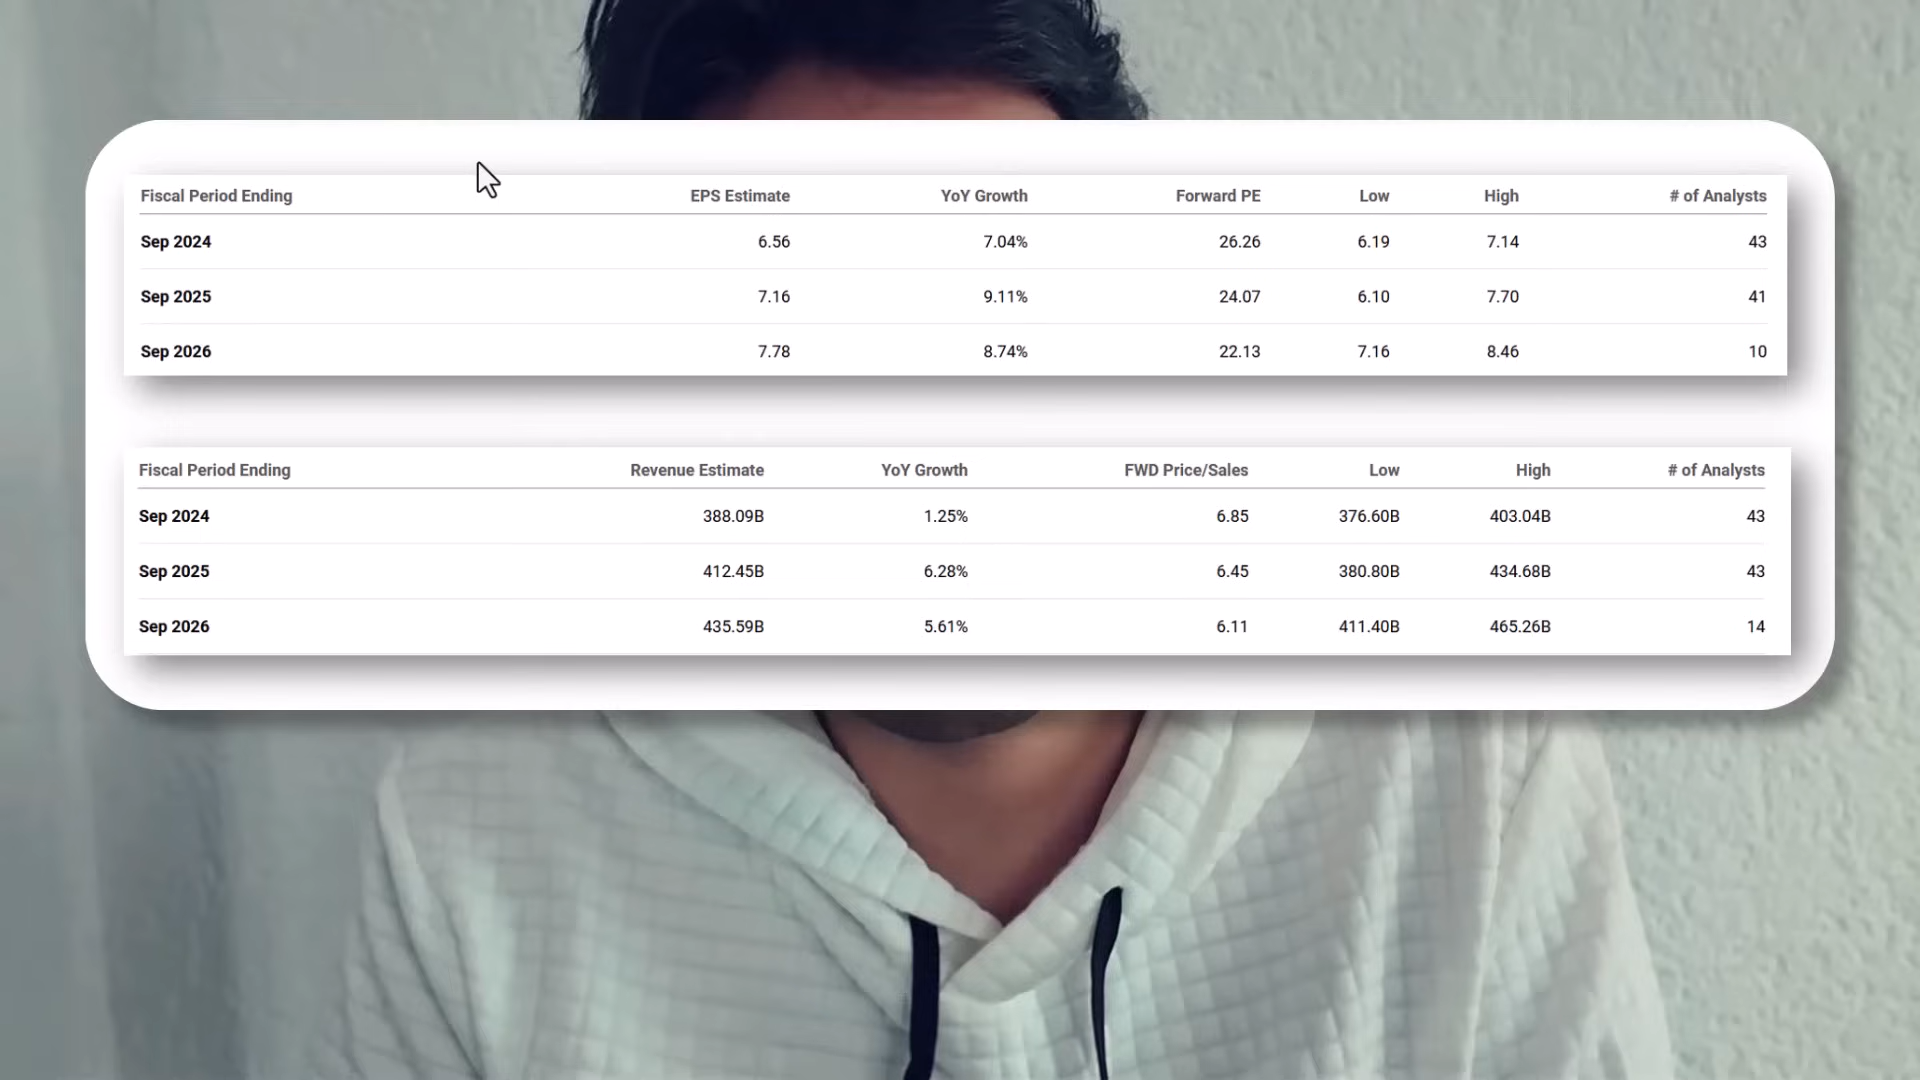 Fiscal Period Ending EPS Estimate YoY Growth Forward PE Low High # of Analysts
Sep 2024 6.56 7.04% 26.26 6.19 7.14 43
Sep 2025 7.16 9.11% 24.07 6.10 7.70 41
Sep 2026 7.78 8.74% 22.13 7.16 8.46 10
Fiscal Period Ending Revenue Estimate YoY Growth FWD Price/Sales Low High # of Analysts
Sep 2024 388.09B 1.25% 6.85 376.60B 403.04B 43
Sep 2025 412.45B 6.28% 6.45 380.80B 434.68B 43
Sep 2026 435.59B 5.61% 6.11 411.40B 465.26B 14